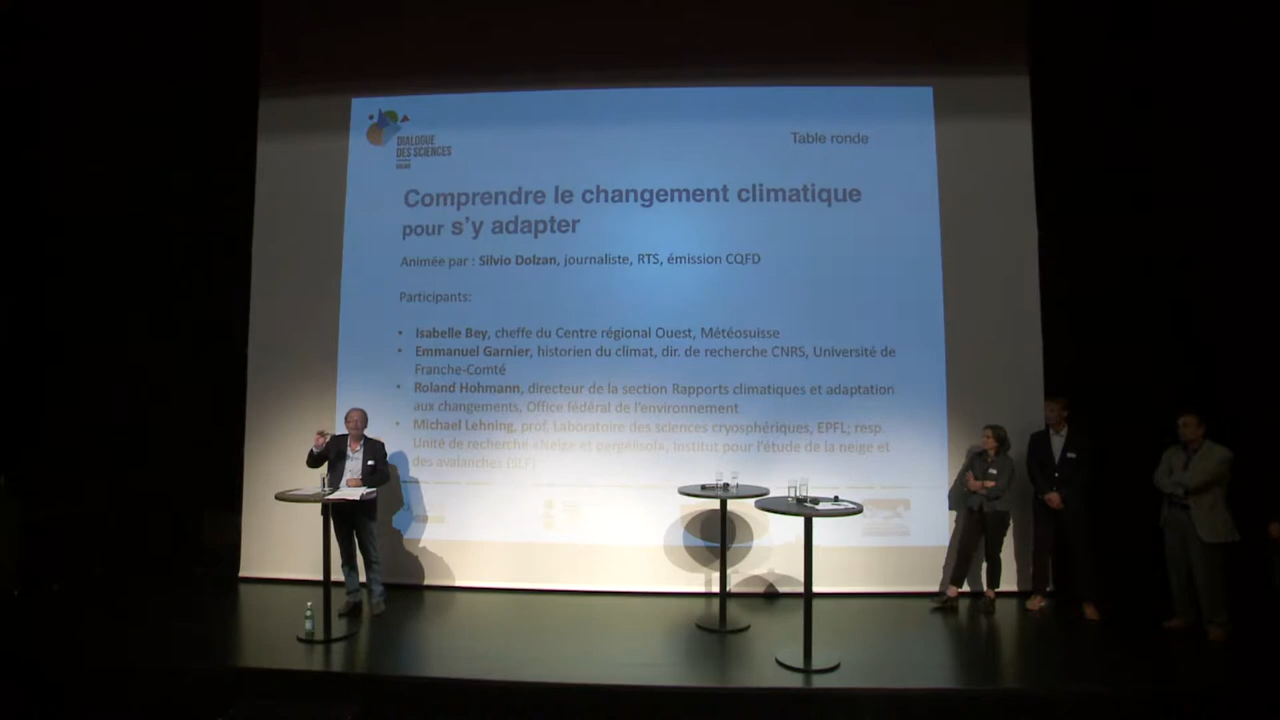 DIALOGUE
DES SCIENCES
Table ronde
Comprendre le changement climatique
pour s'y adapter
Animée par : Silvio Dolzan, journaliste, RTS, émission CQFD
Participants:
• Isabelle Bey, cheffe du Centre régional Ouest, Météosuisse
• Emmanuel Garnier, historien du climat, dir. de recherche CNRS, Université de
Franche-Comté
• Roland Hohmann, directeur de la section Rapports climatiques et adaptation
aux changements, Office fédéral de l'environnement
• Michael Lehning, prof. Laboratoire des sciences cryosphériques, EPFL; resp.
Unité de recherche «Neige et pergélisol», Institut pour l'étude de la neige et
des avalanches (SLF)